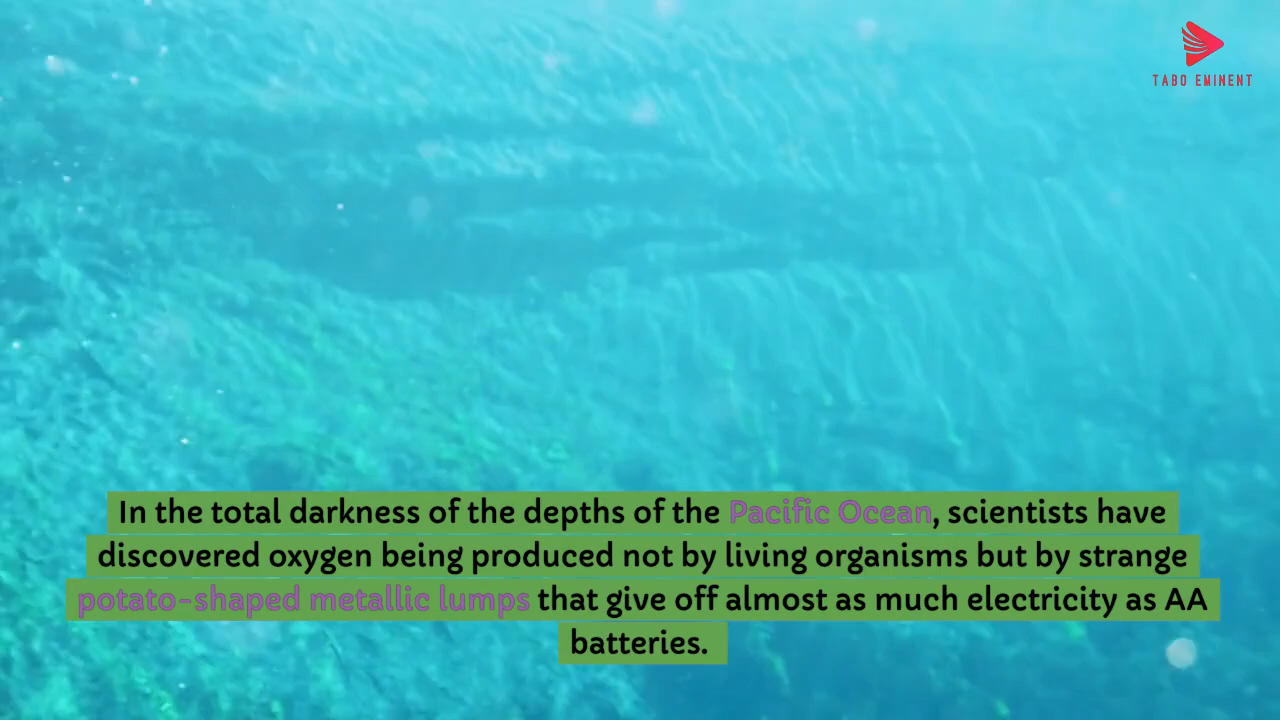 TABO EMINENT
In the total darkness of the depths of the Pacific Ocean, scientists have
discovered oxygen being produced not by living organisms but by strange
potato-shaped metallic lumps that give off almost as much electricity as AA
batteries.